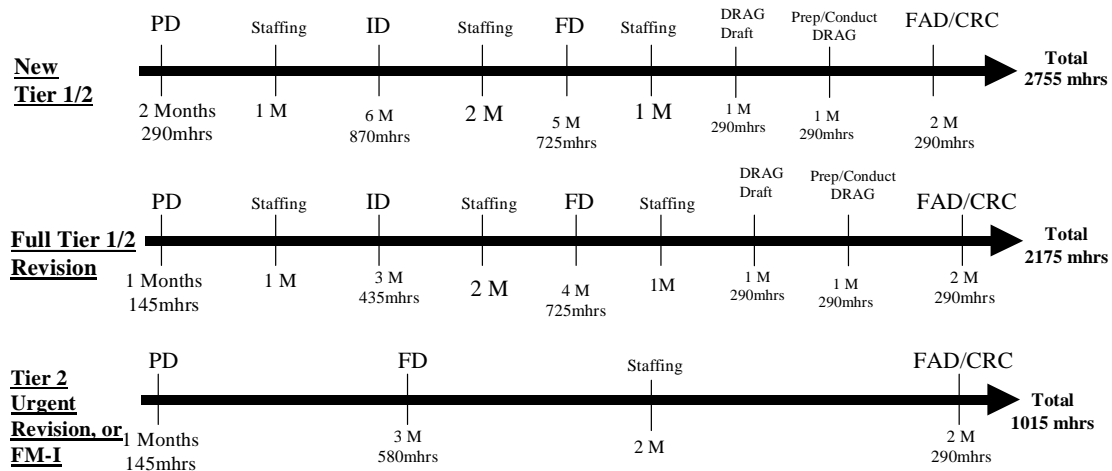 PD
Staffing
ID
Staffing
FD
Staffing
DRAG
Draft
Prep/Conduct
DRAG
FAD/CRC
New
Tier 1/2
Total
2755 mhrs
2 Months
290mhrs
1 M
6 M
870mhrs
2 M
5 M
725mhrs
1 M
1 M
290mhrs
1 M
290mhrs
2 M
290mhrs
PD
Staffing
ID
Staffing
FD
Staffing
DRAG
Draft
Prep/Conduct
DRAG
FAD/CRC
Full Tier 1/2
Revision
Total
2175 mhrs
1 Months
145mhrs
1 M
3 M
435mhrs
2 M
4 M
725mhrs
1M
1 M
290mhrs
1 M
290mhrs
2 M
290mhrs
PD
FD
Staffing
FAD/CRC
Tier 2
Urgent
Revision, or
FM-I
Total
1015 mhrs
1 Months
145mhrs
3 M
580mhrs
2 M
2 M
290mhrs